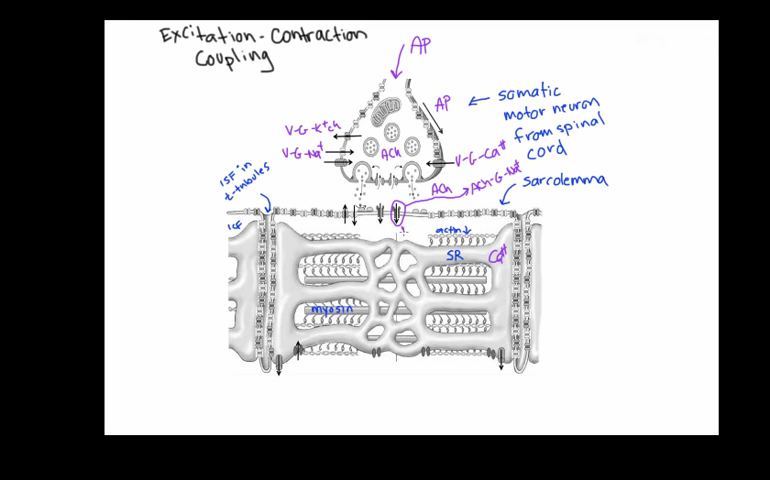 Excitation-Contraction
Coupling
AP
AP
somatic
motor neuron
from spinal
cord
V-G-K+ ch
V-G-Na+
ACh
V-G-Ca++
ACh
ACh-G-Na+
sarcolemma
ISF in
t-tubules
ICF
actin
SR
Ca++
myosin